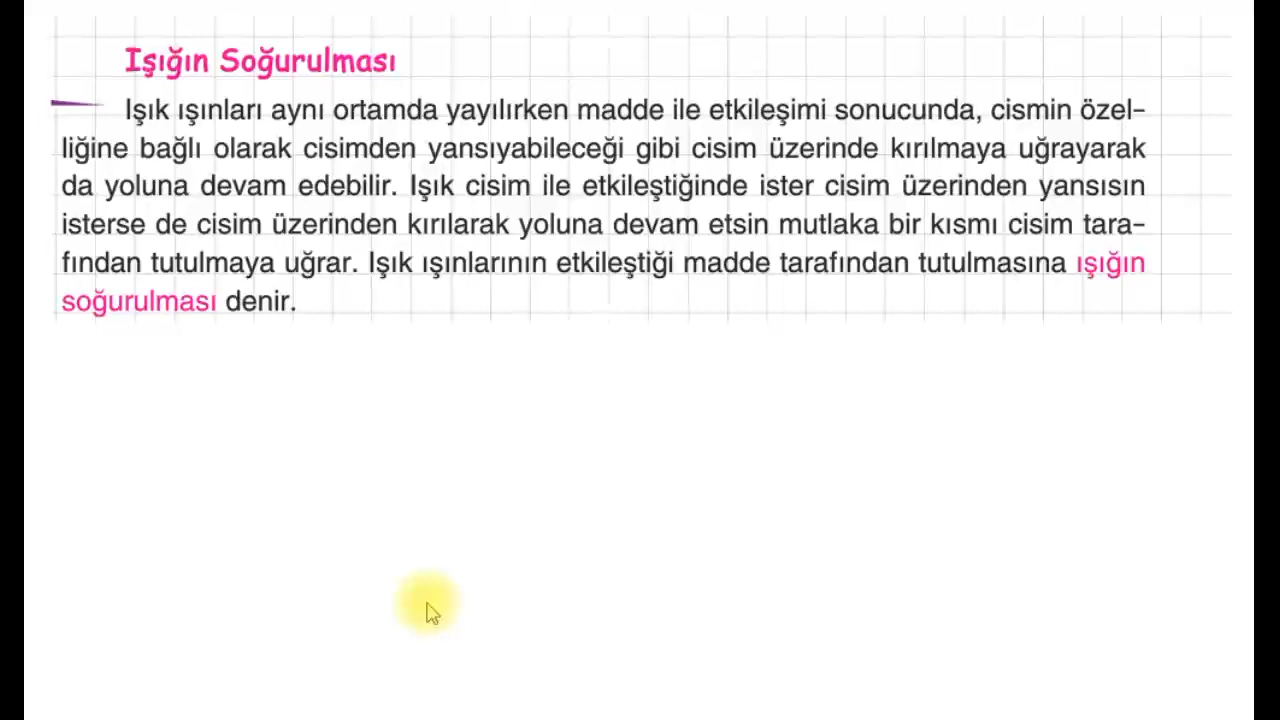 Işığın Soğurulması
Işık ışınları aynı ortamda yayılırken madde ile etkileşimi sonucunda, cismin özel-
liğine bağlı olarak cisimden yansıyabileceği gibi cisim üzerinde kırılmaya uğrayarak
da yoluna devam edebilir. Işık cisim ile etkileştiğinde ister cisim üzerinden yansısın
isterse de cisim üzerinden kırılarak yoluna devam etsin mutlaka bir kısmı cisim tara-
fından tutulmaya uğrar. Işık ışınlarının etkileştiği madde tarafından tutulmasına ışığın
soğurulması denir.